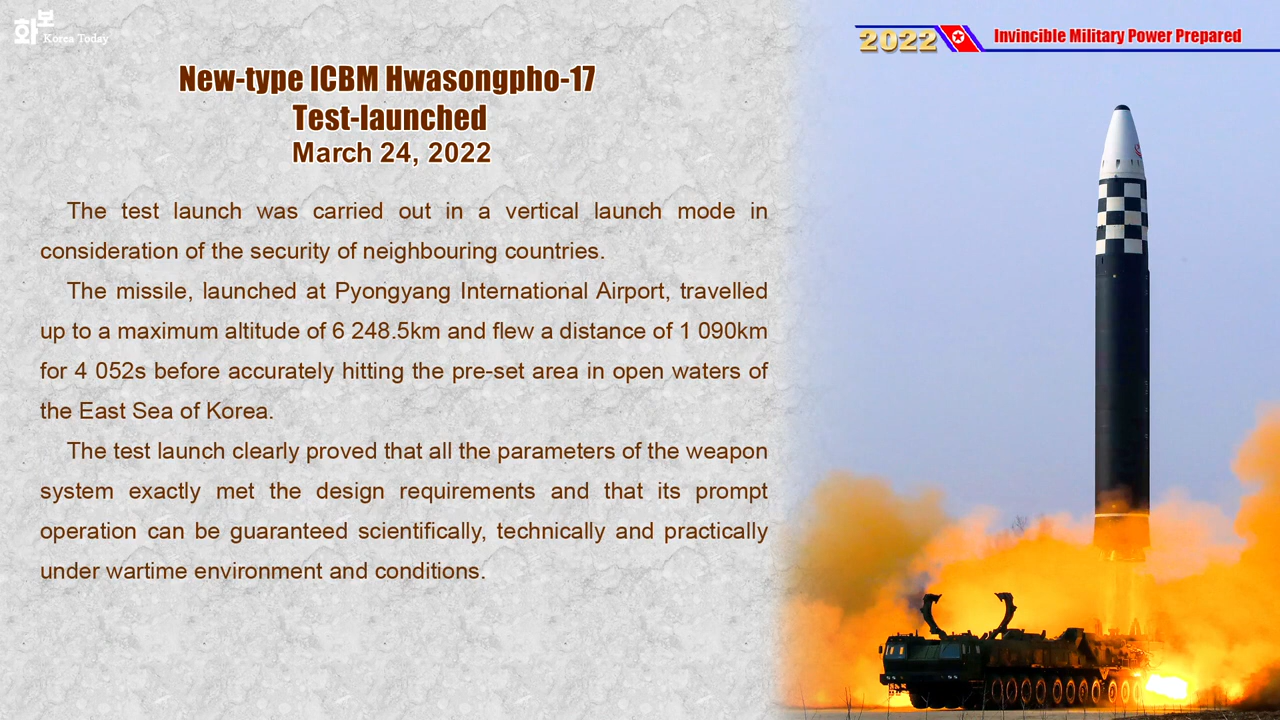 화보
Korea Today
2022
Invincible Military Power Prepared
New-type ICBM Hwasongpho-17
Test-launched
March 24, 2022
The test launch was carried out in a vertical launch mode in
consideration of the security of neighbouring countries.
The missile, launched at Pyongyang International Airport, travelled
up to a maximum altitude of 6 248.5km and flew a distance of 1 090km
for 4 052s before accurately hitting the pre-set area in open waters of
the East Sea of Korea.
The test launch clearly proved that all the parameters of the weapon
system exactly met the design requirements and that its prompt
operation can be guaranteed scientifically, technically and practically
under wartime environment and conditions.